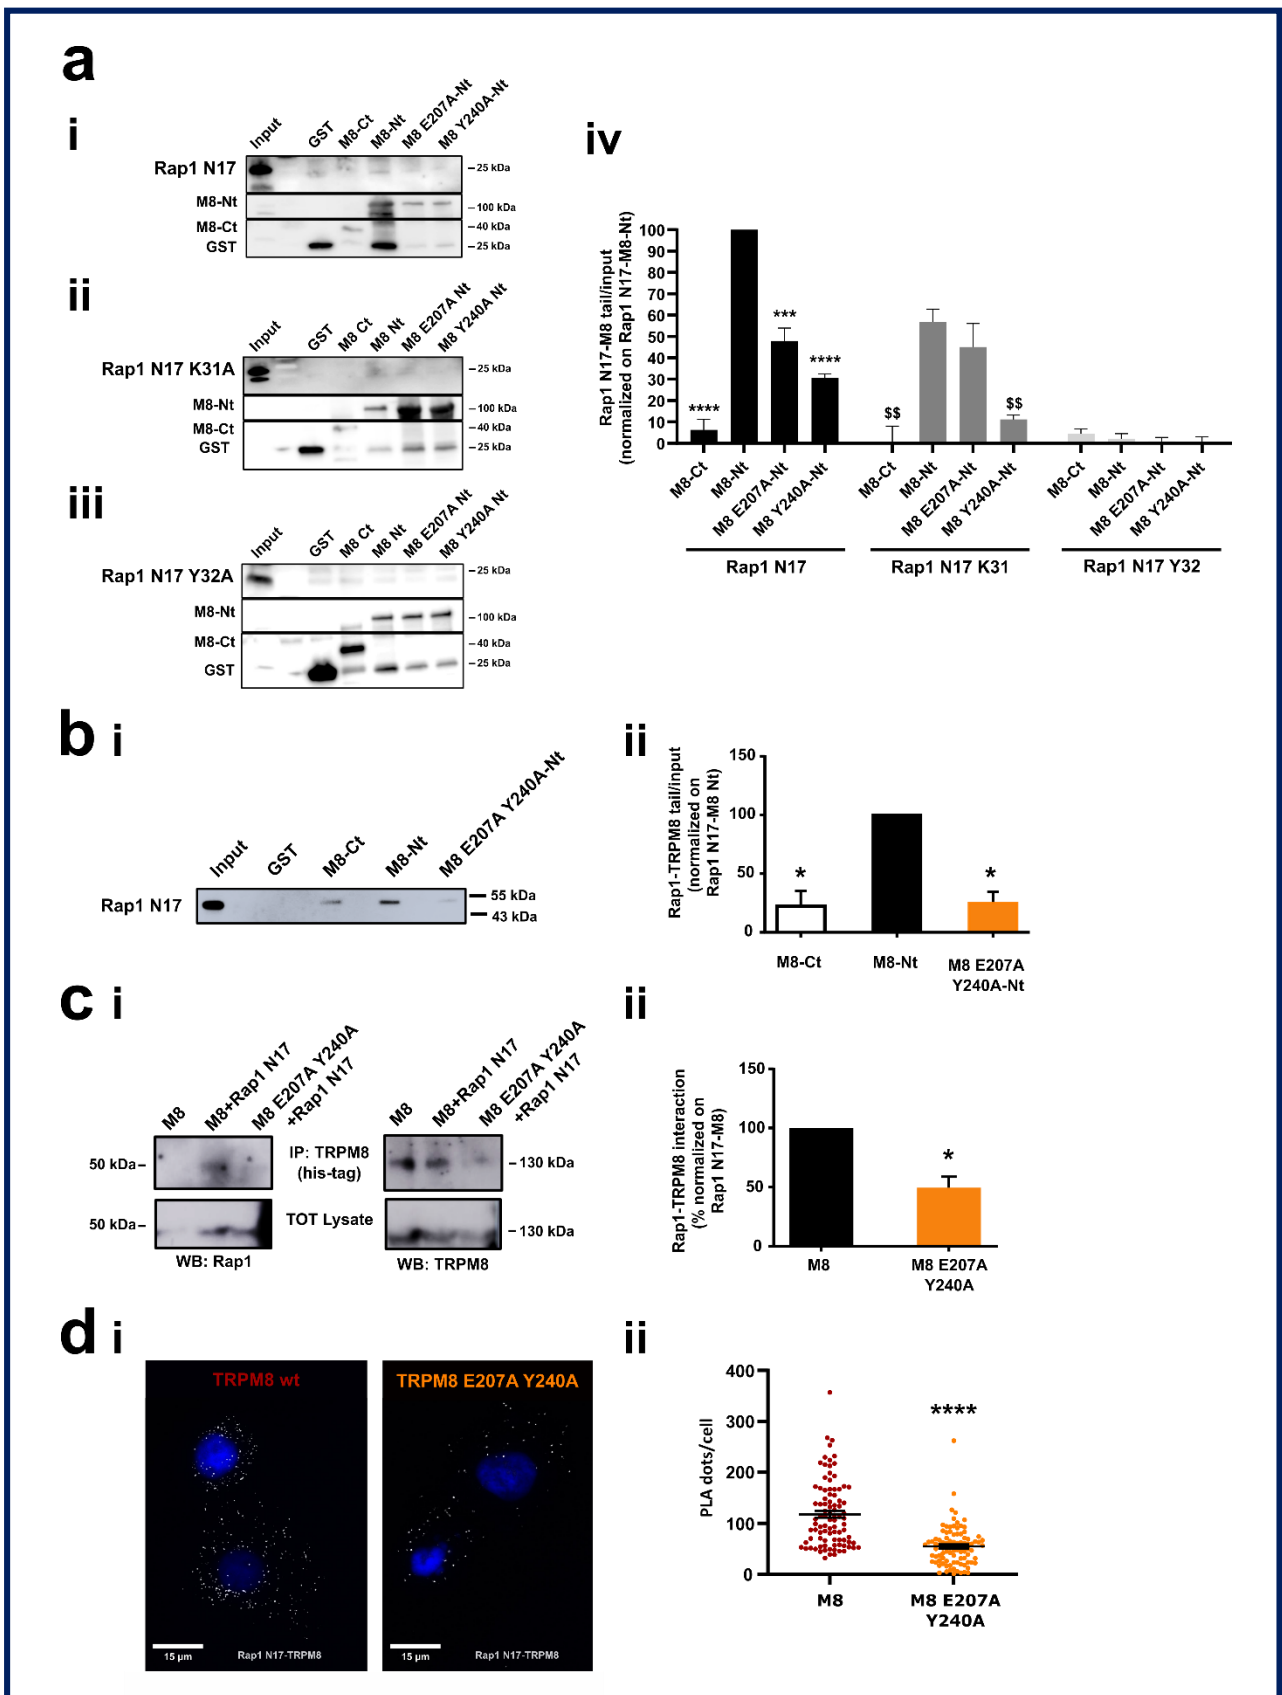 a
i
Input
GST
M8-Ct
M8-Nt
M8 E207A-Nt
M8 Y240A-Nt
Rap1 N17
–25 kDa
M8-Nt
–100 kDa
M8-Ct
–40 kDa
GST
–25 kDa
ii
Input
GST
M8 Ct
M8 Nt
M8 E207A Nt
M8 Y240A Nt
Rap1 N17 K31A
–25 kDa
M8-Nt
–100 kDa
M8-Ct
–40 kDa
GST
–25 kDa
iii
Input
GST
M8 Ct
M8 Nt
M8 E207A Nt
M8 Y240A Nt
Rap1 N17 Y32A
–25 kDa
M8-Nt
–100 kDa
M8-Ct
–40 kDa
GST
–25 kDa
iv
Rap1 N17-M8 tail/input
(normalized on Rap1 N17-M8-Nt)
100
90
80
70
60
50
40
30
20
10
0
****
***
****
$$
$$
M8-Ct
M8-Nt
M8 E207A-Nt
M8 Y240A-Nt
M8-Ct
M8-Nt
M8 E207A-Nt
M8 Y240A-Nt
M8-Ct
M8-Nt
M8 E207A-Nt
M8 Y240A-Nt
Rap1 N17
Rap1 N17 K31
Rap1 N17 Y32
b i
Input
GST
M8-Ct
M8-Nt
M8 E207A Y240A-Nt
Rap1 N17
55 kDa
43 kDa
ii
Rap1-TRPM8 tail/input
(normalized on
Rap1 N17-M8 Nt)
150
100
50
0
*
*
M8-Ct
M8-Nt
M8 E207A
Y240A-Nt
c i
M8
M8+Rap1 N17
M8 E207A Y240A
+Rap1 N17
M8
M8+Rap1 N17
M8 E207A Y240A
+Rap1 N17
50 kDa–
IP: TRPM8
(his-tag)
–130 kDa
50 kDa–
TOT Lysate
–130 kDa
WB: Rap1
WB: TRPM8
ii
Rap1-TRPM8 interaction
(% normalized on
Rap1 N17-M8)
150
100
50
0
*
M8
M8 E207A
Y240A
d i
TRPM8 wt
15 µm
Rap1 N17-TRPM8
TRPM8 E207A Y240A
15 µm
Rap1 N17-TRPM8
ii
PLA dots/cell
400
300
200
100
0
****
M8
M8 E207A
Y240A